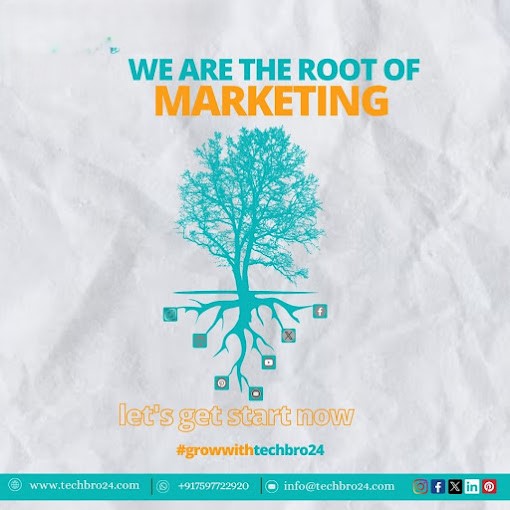 WE ARE THE ROOT OF
MARKETING
let's get start now
#growwithtechbro24
www.techbro24.com | +917597722920 | info@techbro24.com